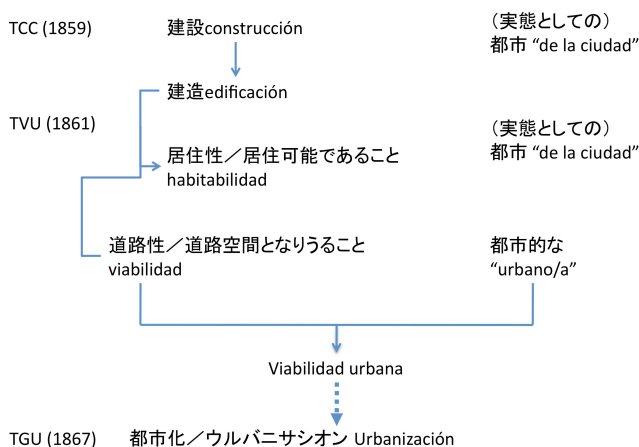 TCC (1859) 建設construcción （実態としての）
都市 “de la ciudad”
建造edificación
TVU (1861) （実態としての）
居住性／居住可能であること 都市 “de la ciudad”
habitabilidad
道路性／道路空間となりうること 都市的な
viabilidad “urbano/a”
Viabilidad urbana
TGU (1867) 都市化／ウルバニサシオン Urbanización